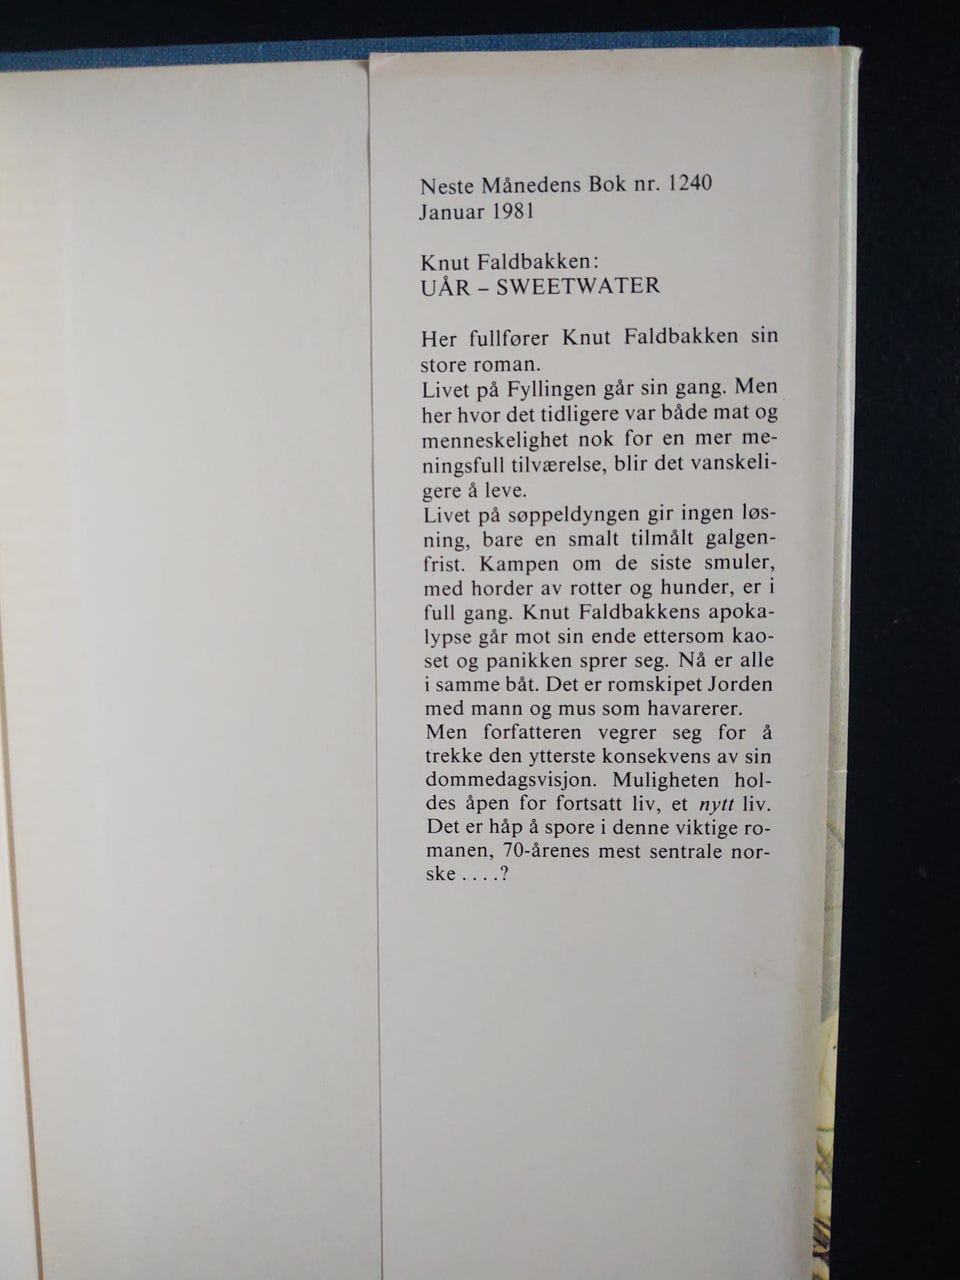 Neste Månedens Bok nr. 1240
Januar 1981
Knut Faldbakken:
UÅR – SWEETWATER
Her fullfører Knut Faldbakken sin
store roman.
Livet på Fyllingen går sin gang. Men
her hvor det tidligere var både mat og
menneskelighet nok for en mer me-
ningsfull tilværelse, blir det vanskeli-
gere å leve.
Livet på søppeldyngen gir ingen løs-
ning, bare en smalt tilmålt galgen-
frist. Kampen om de siste smuler,
med horder av rotter og hunder, er i
full gang. Knut Faldbakkens apoka-
lypse går mot sin ende ettersom kao-
set og panikken sprer seg. Nå er alle
i samme båt. Det er romskipet Jorden
med mann og mus som havarerer.
Men forfatteren vegrer seg for å
trekke den ytterste konsekvens av sin
dommedagsvisjon. Muligheten hol-
des åpen for fortsatt liv, et nytt liv.
Det er håp å spore i denne viktige ro-
manen, 70-årenes mest sentrale nor-
ske . . . .?